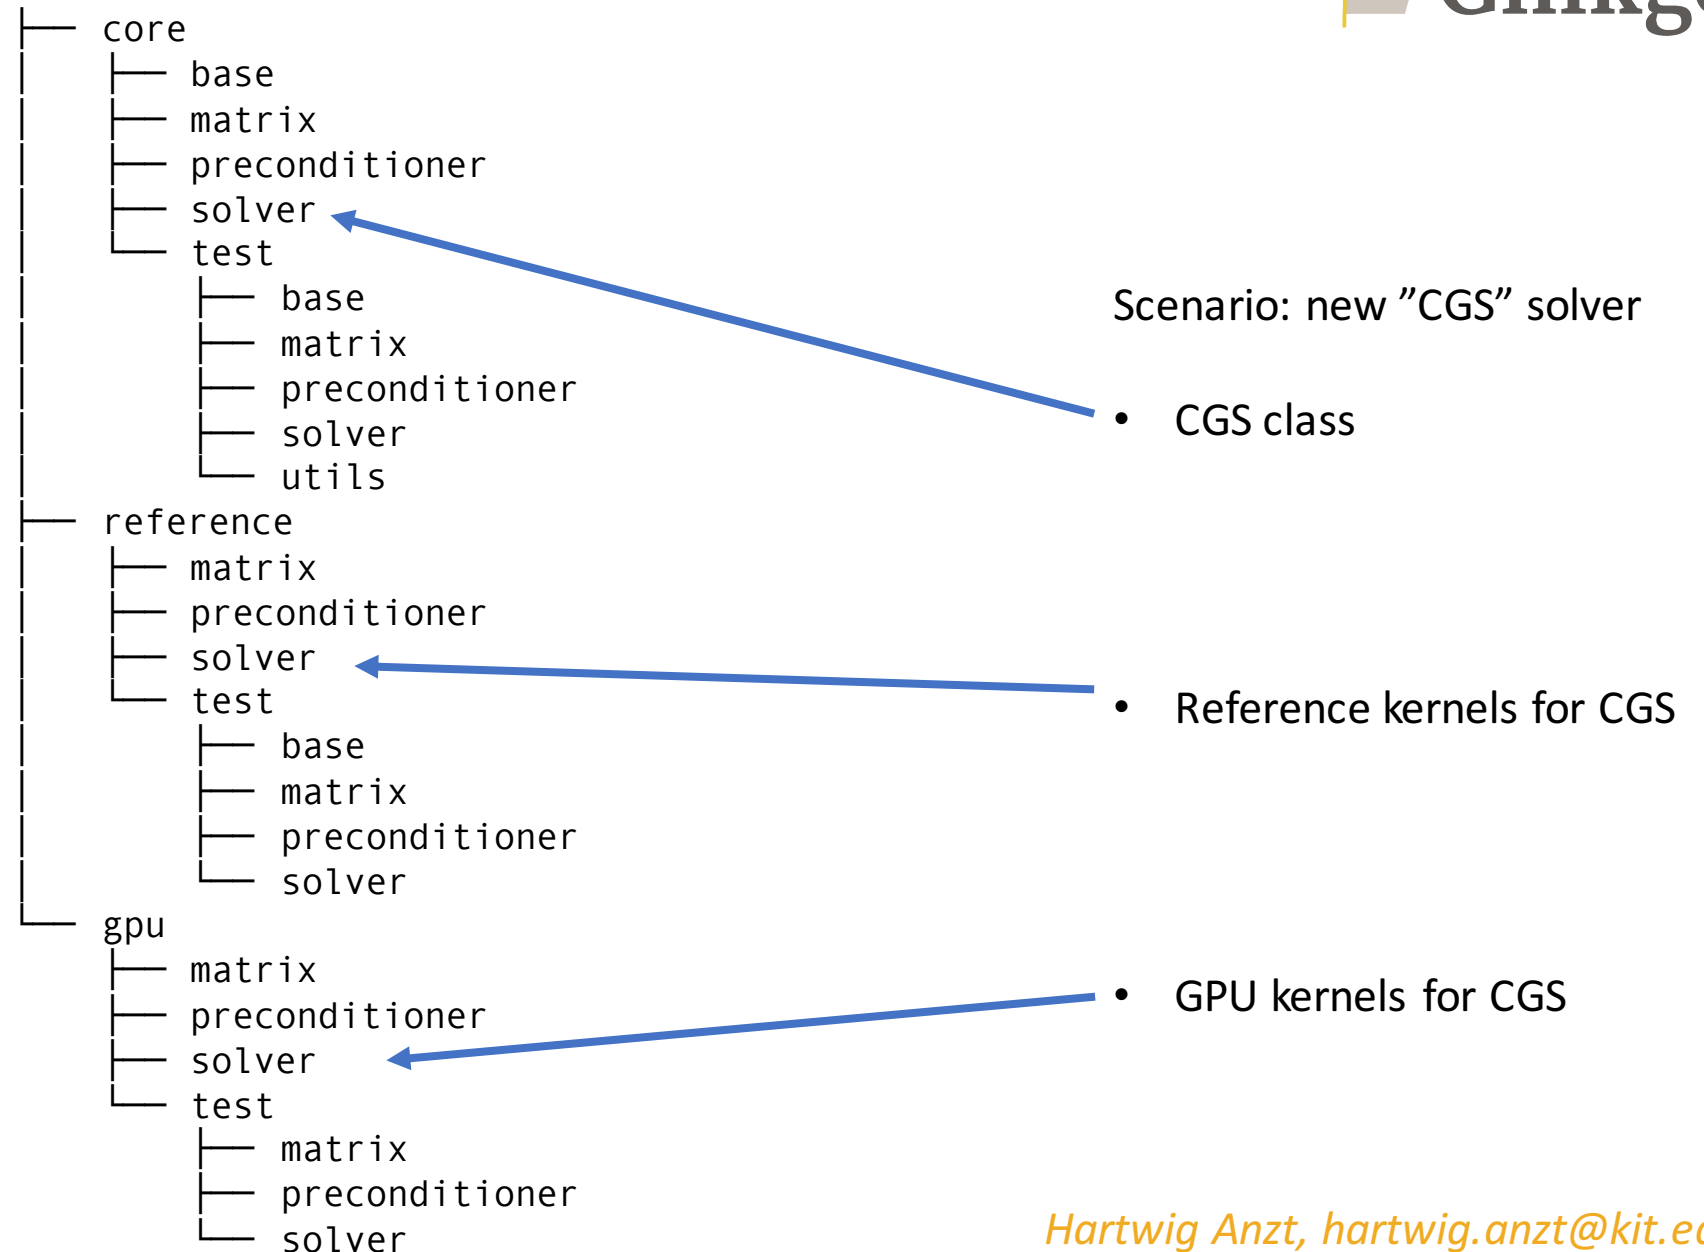 core
base
matrix
preconditioner
solver
test
base
matrix
preconditioner
solver
utils
reference
matrix
preconditioner
solver
test
base
matrix
preconditioner
solver
gpu
matrix
preconditioner
solver
test
matrix
preconditioner
solver
Scenario: new ”CGS” solver
• CGS class
• Reference kernels for CGS
• GPU kernels for CGS
Hartwig Anzt, hartwig.anzt@kit.e